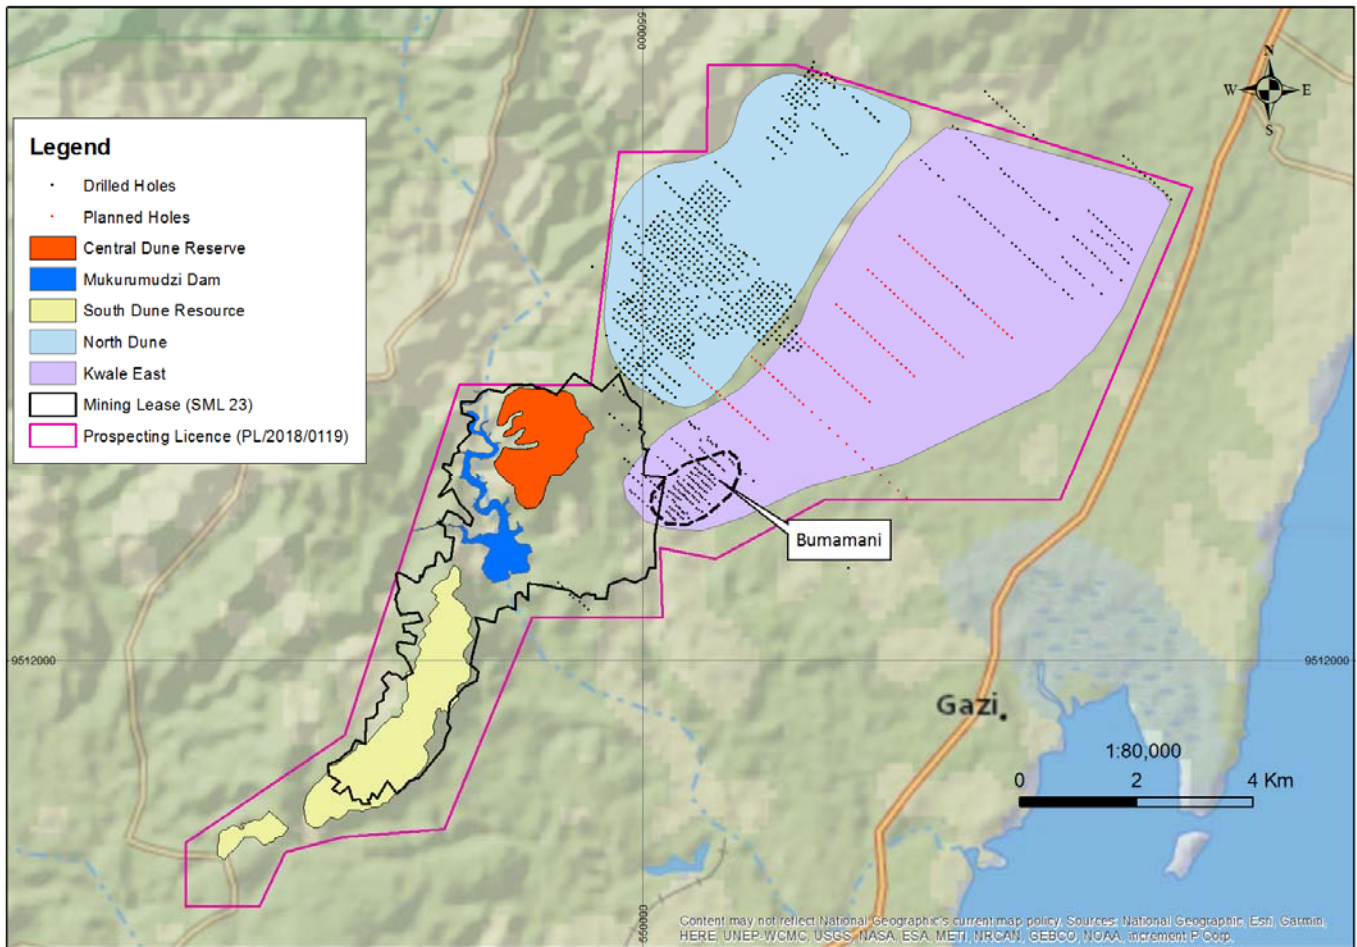 550000
N
W
E
S
Legend
Drilled Holes
Planned Holes
Central Dune Reserve
Mukurumudzi Dam
South Dune Resource
North Dune
Kwale East
Mining Lease (SML 23)
Prospecting Licence (PL/2018/0119)
Bumamani
9512000
9512000
Gazi
1:80,000
0 2 4 Km
550000
Content may not reflect National Geographic's current map policy. Sources: National Geographic, Esri, Garmin,
HERE, UNEP-WCMC, USGS, NASA, ESA, METI, NRCAN, GEBCO, NOAA, increment P Corp.